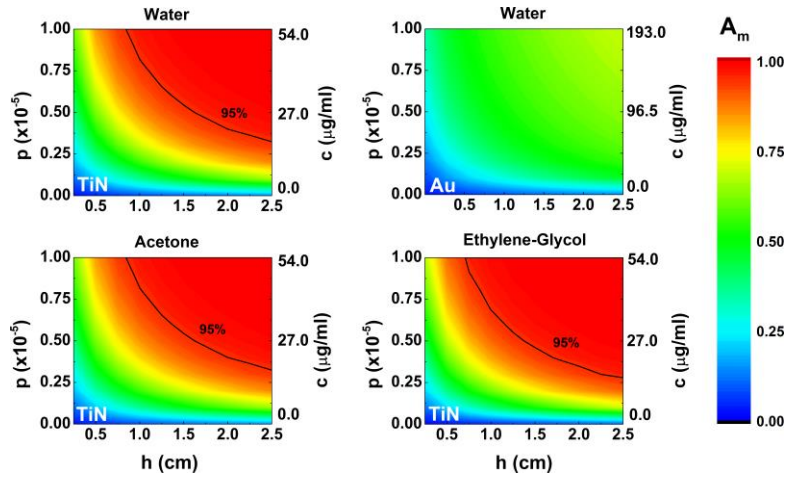 Water
1.00
0.75
0.50
0.25
0.00
p (x10⁻⁵)
95%
TiN
54.0
27.0
0.0
c (µg/ml)
0.5 1.0 1.5 2.0 2.5
Water
1.00
0.75
0.50
0.25
0.00
Au
193.0
96.5
0.0
c (µg/ml)
0.5 1.0 1.5 2.0 2.5
Acetone
1.00
0.75
0.50
0.25
0.00
p (x10⁻⁵)
95%
TiN
54.0
27.0
0.0
c (µg/ml)
0.5 1.0 1.5 2.0 2.5
h (cm)
Ethylene-Glycol
1.00
0.75
0.50
0.25
0.00
p (x10⁻⁵)
95%
TiN
54.0
27.0
0.0
c (µg/ml)
0.5 1.0 1.5 2.0 2.5
h (cm)
Aₘ
1.00
0.75
0.50
0.25
0.00